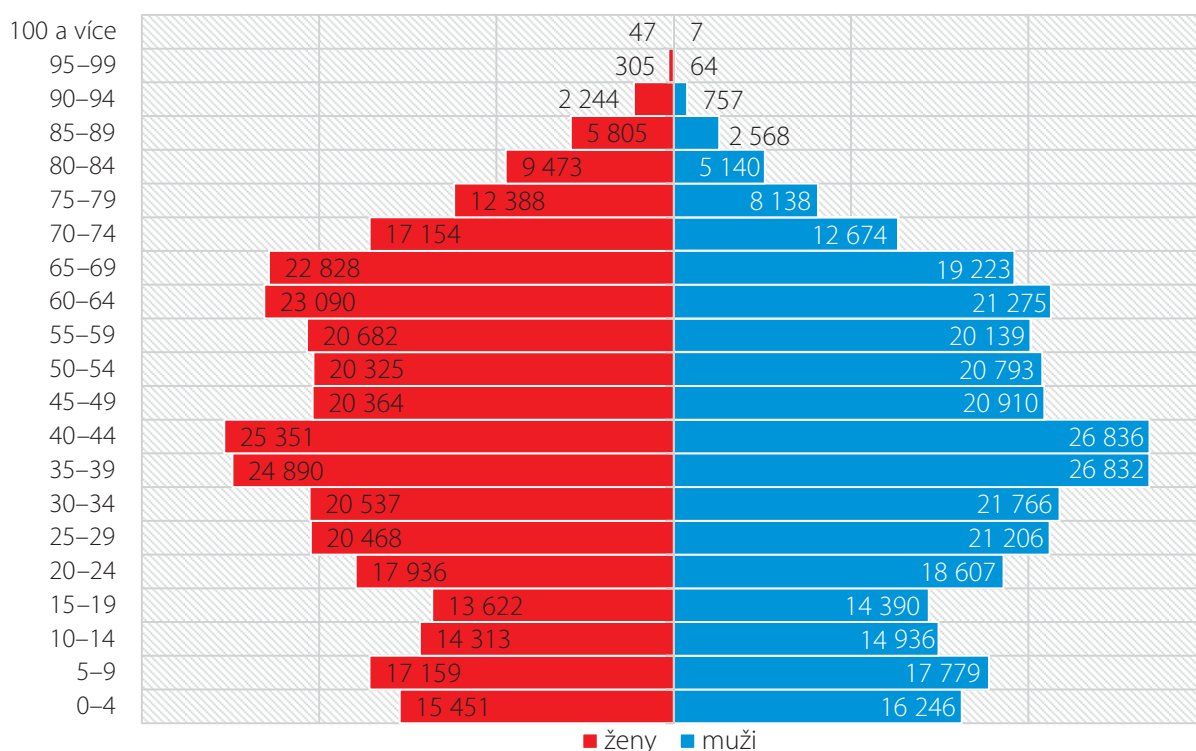 100 a více 47 7
95–99 305 64
90–94 2 244 757
85–89 5 805 2 568
80–84 9 473 5 140
75–79 12 388 8 138
70–74 17 154 12 674
65–69 22 828 19 223
60–64 23 090 21 275
55–59 20 682 20 139
50–54 20 325 20 793
45–49 20 364 20 910
40–44 25 351 26 836
35–39 24 890 26 832
30–34 20 537 21 766
25–29 20 468 21 206
20–24 17 936 18 607
15–19 13 622 14 390
10–14 14 313 14 936
5–9 17 159 17 779
0–4 15 451 16 246
ženy muži